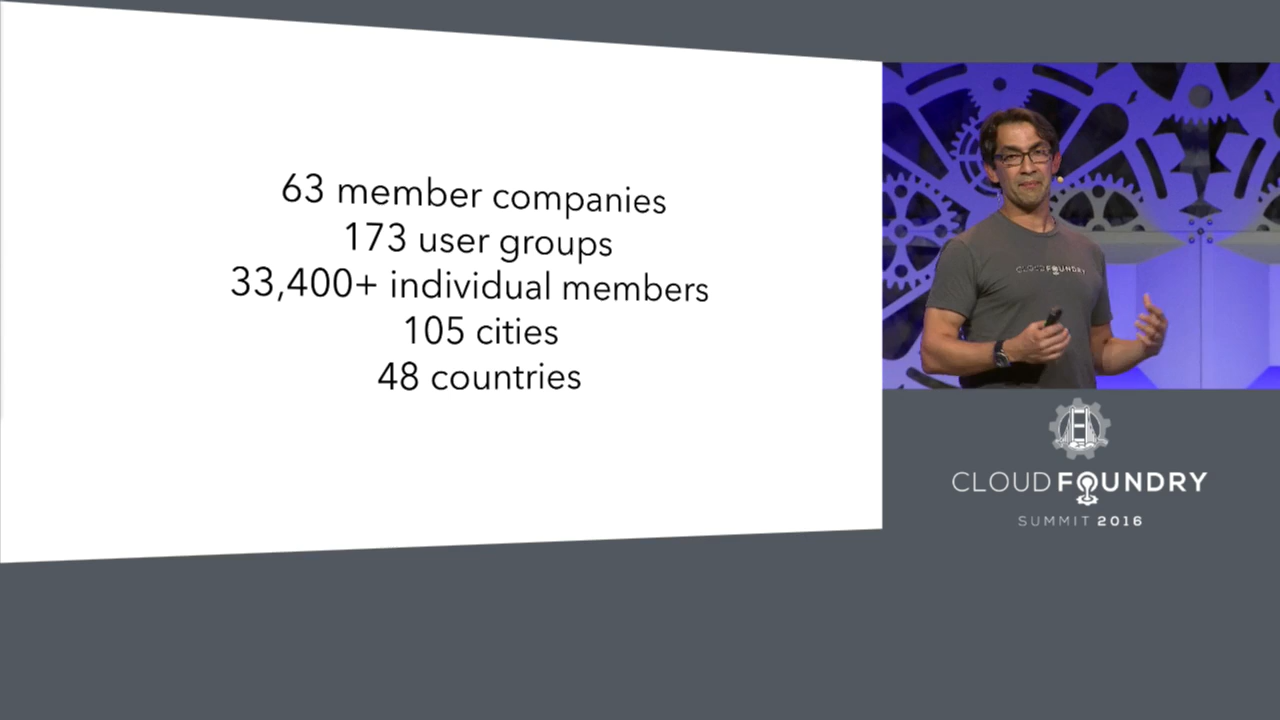 63 member companies
173 user groups
33,400+ individual members
105 cities
48 countries
CLOUD FOUNDRY
CLOUD FOUNDRY
SUMMIT 2016